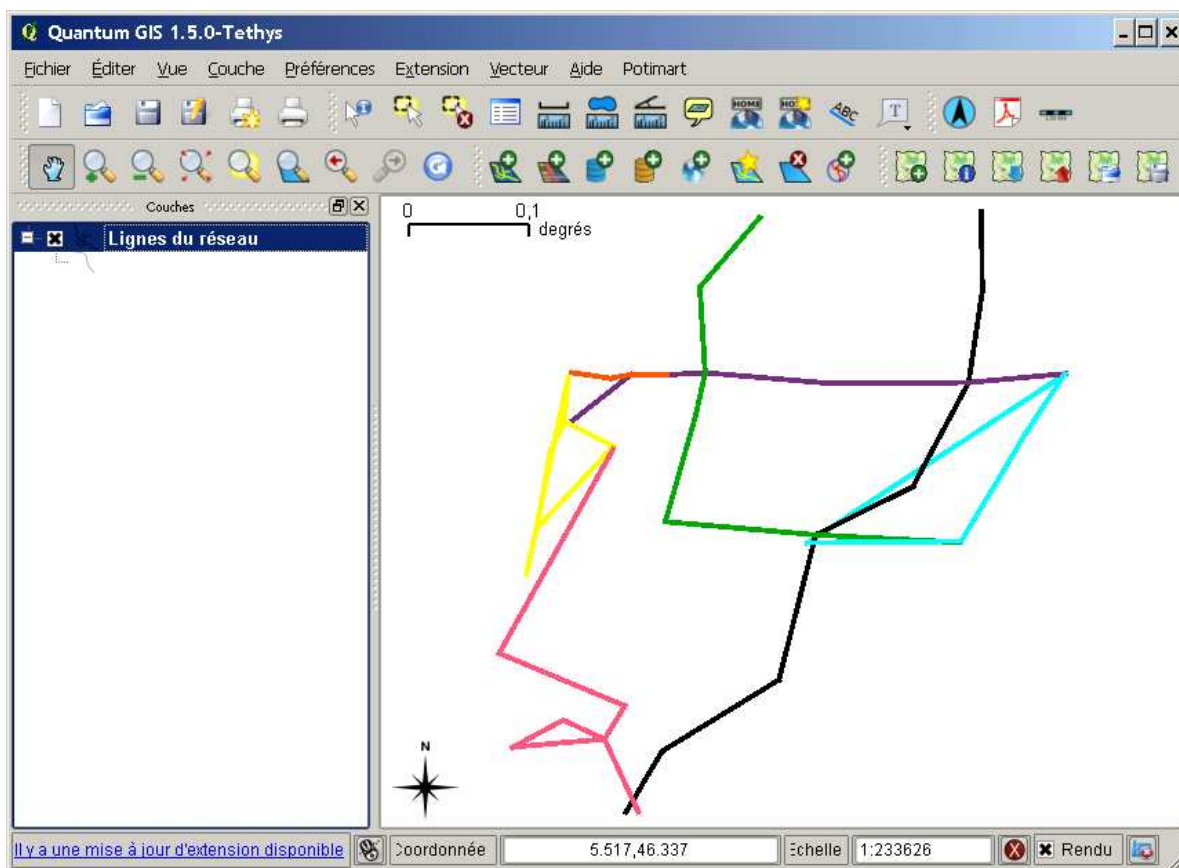 Quantum GIS 1.5.0-Tethys
Fichier Éditer Vue Couche Préférences Extension Vecteur Aide Potimart
HOME
ABC
T
Couches
Lignes du réseau
0 0,1
degrés
N
Il y a une mise à jour d'extension disponible
Coordonnée 5.517,46.337 Echelle 1:233626 Rendu